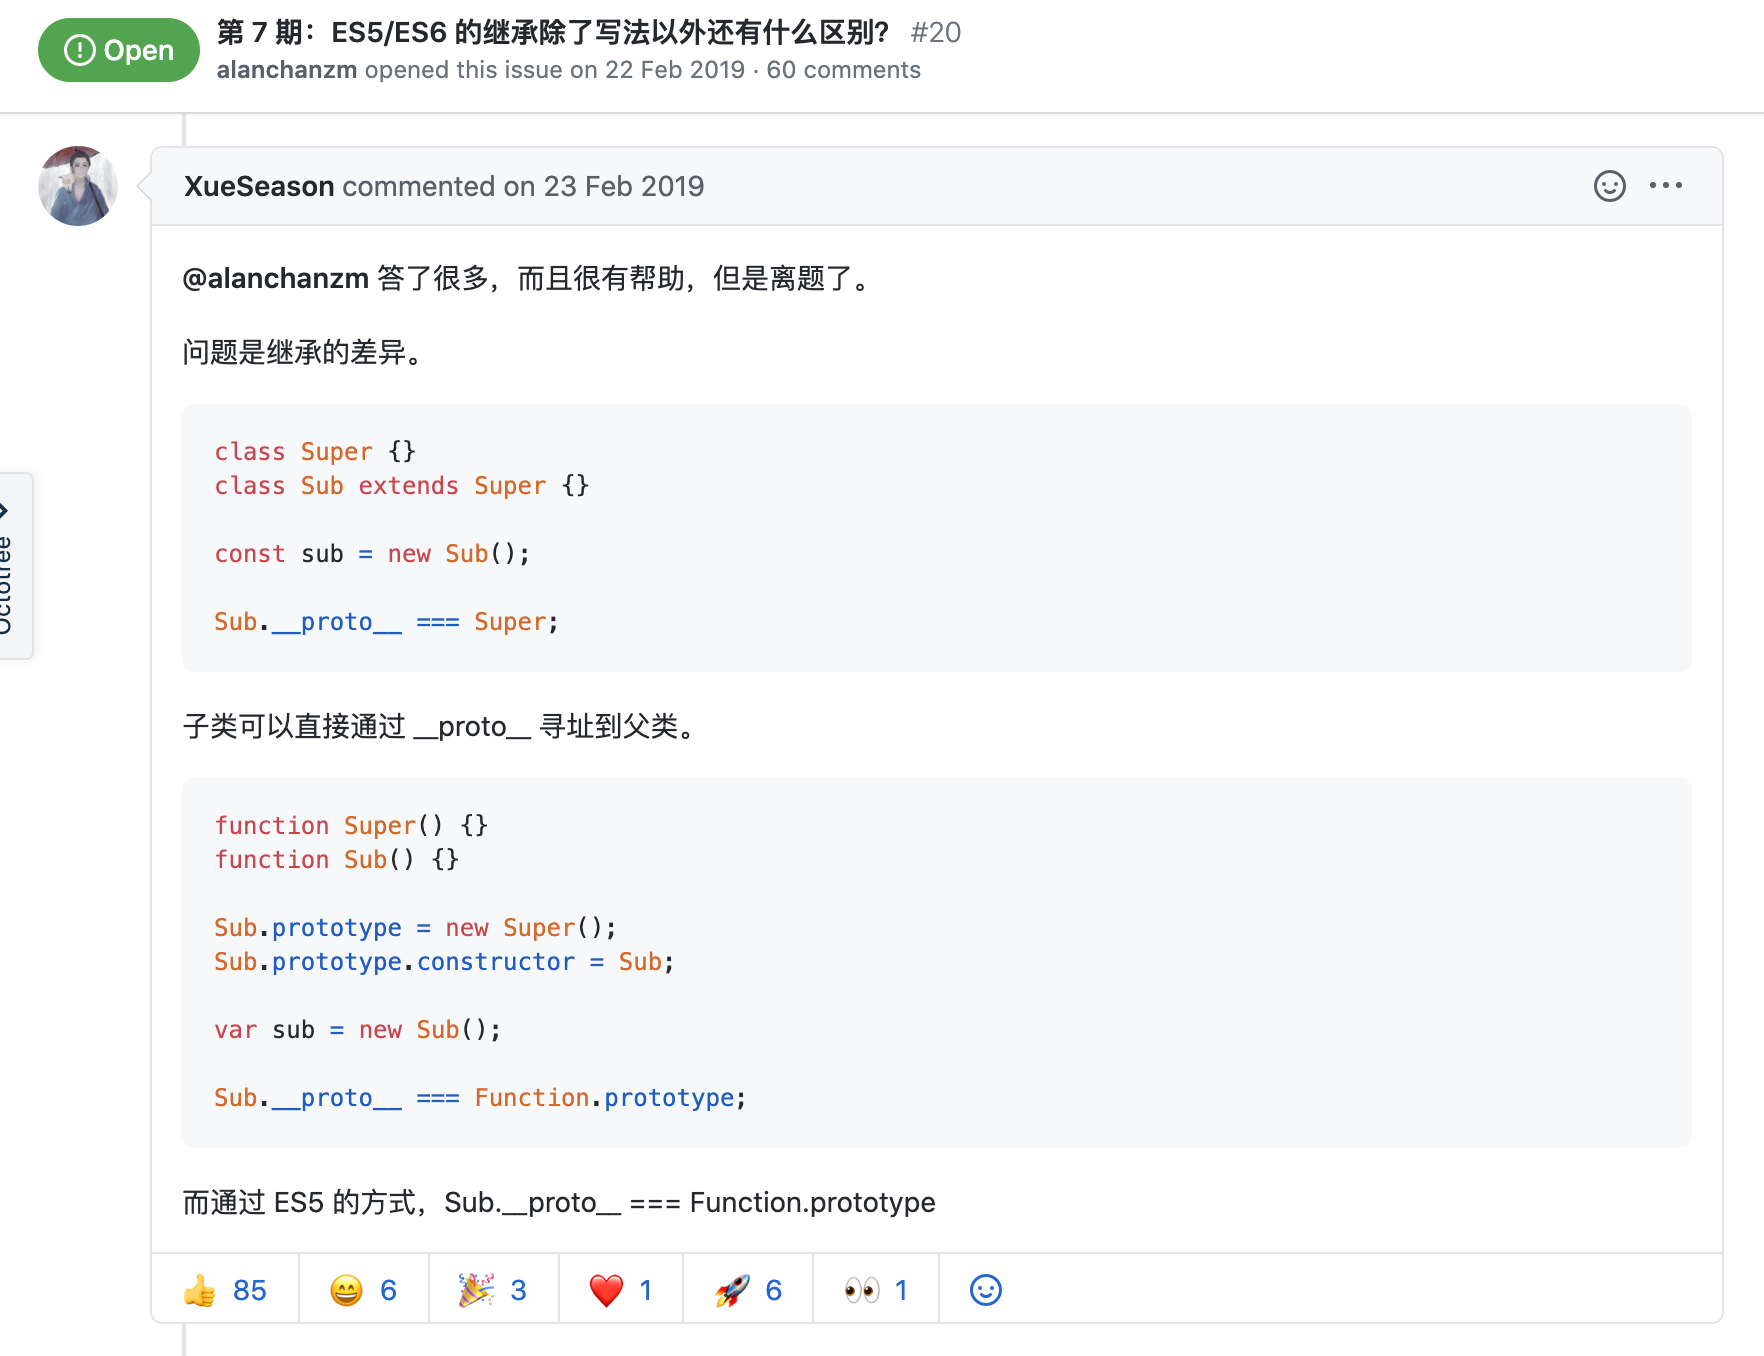 Open
第 7 期：ES5/ES6 的继承除了写法以外还有什么区别? #20
alanchanzm opened this issue on 22 Feb 2019 · 60 comments
XueSeason commented on 23 Feb 2019
@alanchanzm 答了很多，而且很有帮助，但是离题了。
问题是继承的差异。
class Super {}
class Sub extends Super {}
const sub = new Sub();
Sub.__proto__ === Super;
子类可以直接通过 __proto__ 寻址到父类。
function Super() {}
function Sub() {}
Sub.prototype = new Super();
Sub.prototype.constructor = Sub;
var sub = new Sub();
Sub.__proto__ === Function.prototype;
而通过 ES5 的方式，Sub.__proto__ === Function.prototype
👍 85 😄 6 🎉 3 ❤️ 1 🚀 6 👀 1
Octotree